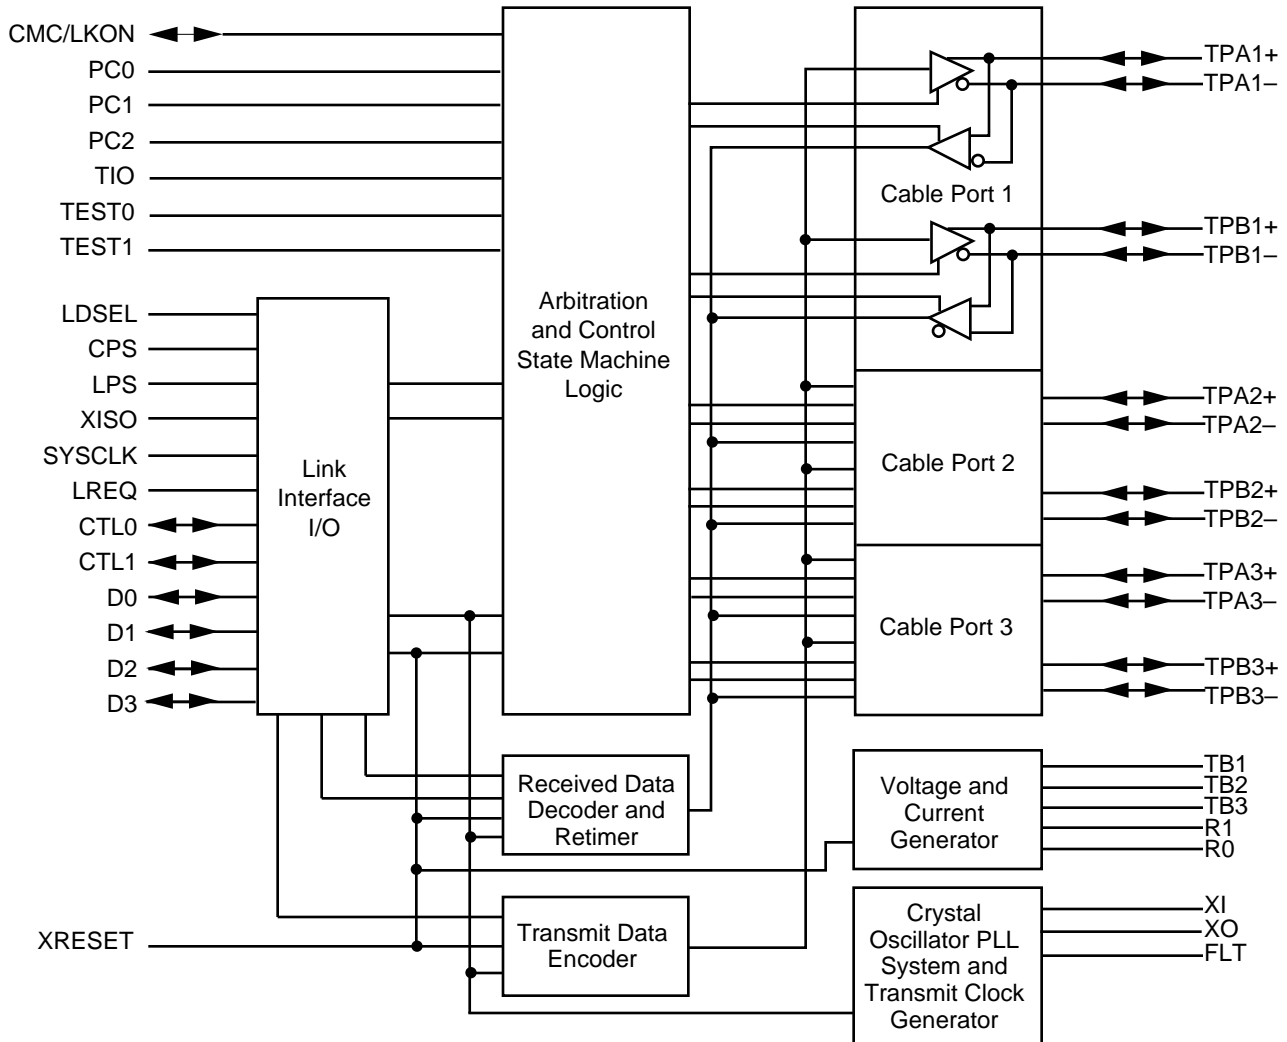 CMC/LKON
PC0
PC1
PC2
TIO
TEST0
TEST1
LDSEL
CPS
LPS
XISO
SYSCLK
LREQ
CTL0
CTL1
D0
D1
D2
D3
XRESET
Link
Interface
I/O
Arbitration
and Control
State Machine
Logic
Received Data
Decoder and
Retimer
Transmit Data
Encoder
Cable Port 1
Cable Port 2
Cable Port 3
Voltage and
Current
Generator
Crystal
Oscillator PLL
System and
Transmit Clock
Generator
TPA1+
TPA1–
TPB1+
TPB1–
TPA2+
TPA2–
TPB2+
TPB2–
TPA3+
TPA3–
TPB3+
TPB3–
TB1
TB2
TB3
R1
R0
XI
XO
FLT